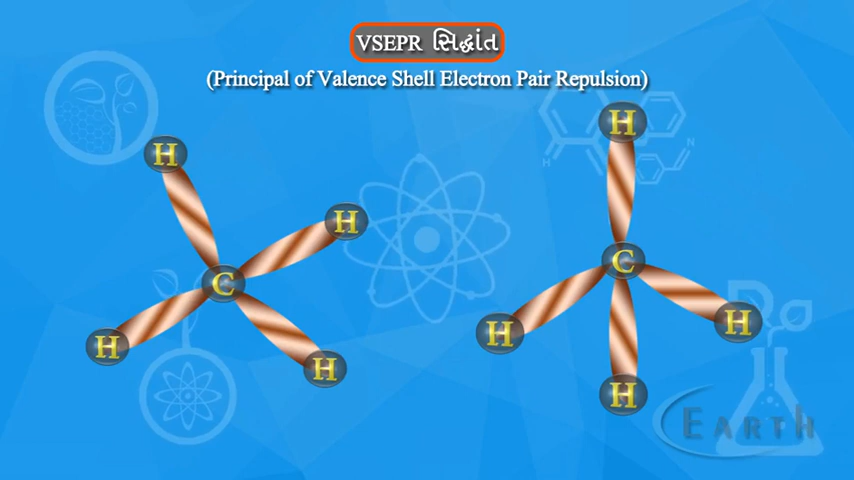 VSEPR સિદ્ધાંત
(Principal of Valence Shell Electron Pair Repulsion)
H
H
C
H
H
H
C
H
H
H
H
N
EARTH